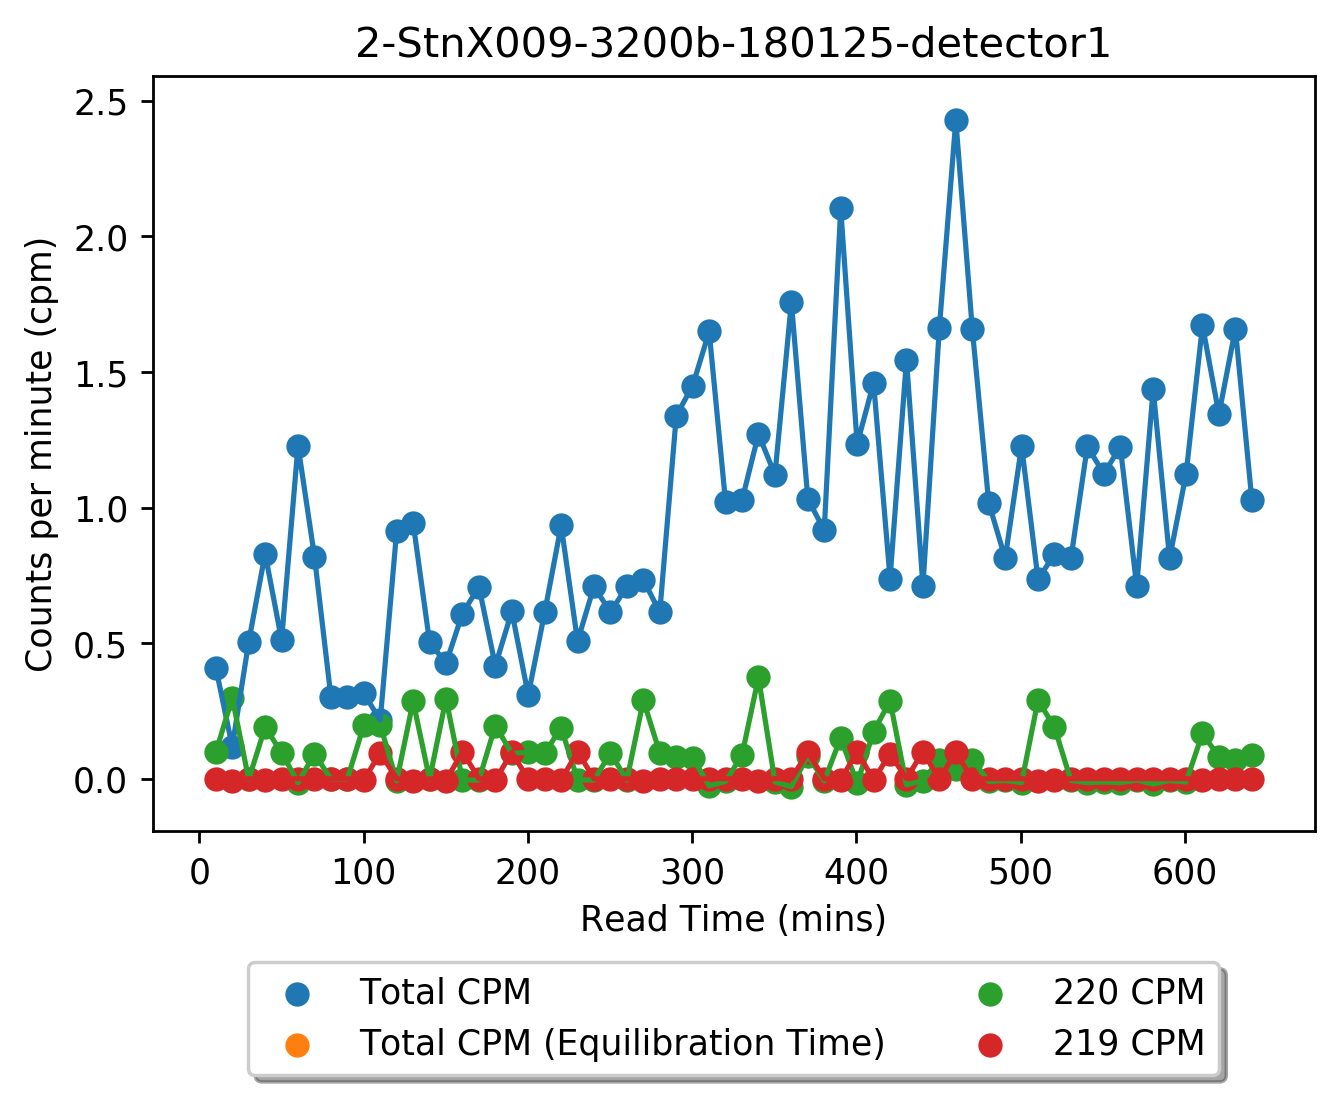 2-StnX009-3200b-180125-detector1
Counts per minute (cpm)
2.5
2.0
1.5
1.0
0.5
0.0
0 100 200 300 400 500 600
Read Time (mins)
Total CPM
Total CPM (Equilibration Time)
220 CPM
219 CPM